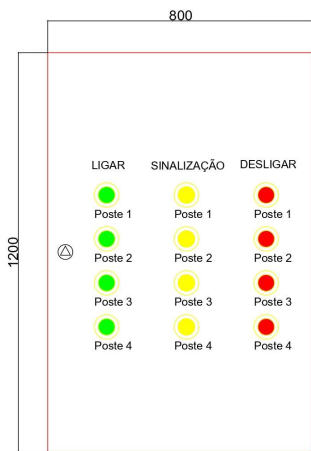 800
1200
LIGAR SINALIZAÇÃO DESLIGAR
Poste 1 Poste 1 Poste 1
Poste 2 Poste 2 Poste 2
Poste 3 Poste 3 Poste 3
Poste 4 Poste 4 Poste 4